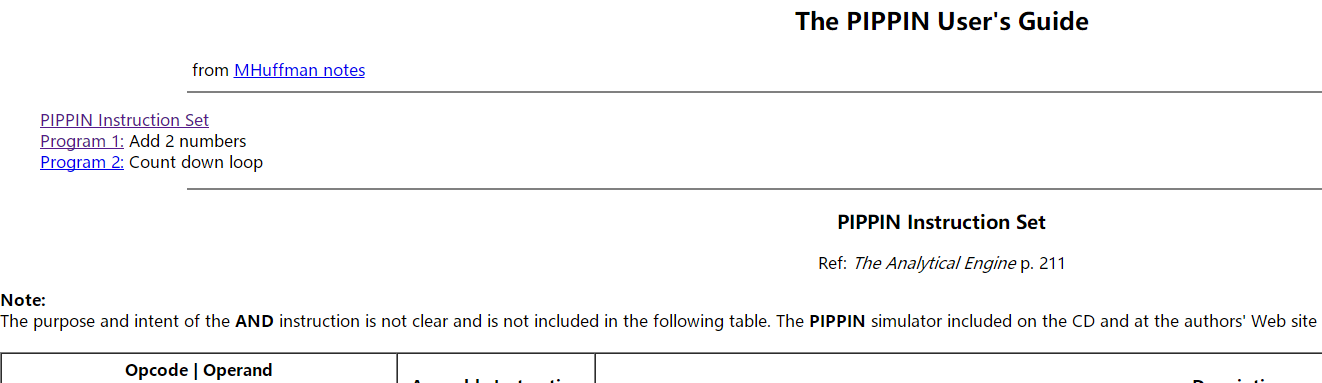 The PIPPIN User's Guide
from MHuffman notes
PIPPIN Instruction Set
Program 1: Add 2 numbers
Program 2: Count down loop
PIPPIN Instruction Set
Ref: The Analytical Engine p. 211
Note:
The purpose and intent of the AND instruction is not clear and is not included in the following table. The PIPPIN simulator included on the CD and at the authors' Web site
Opcode | Operand